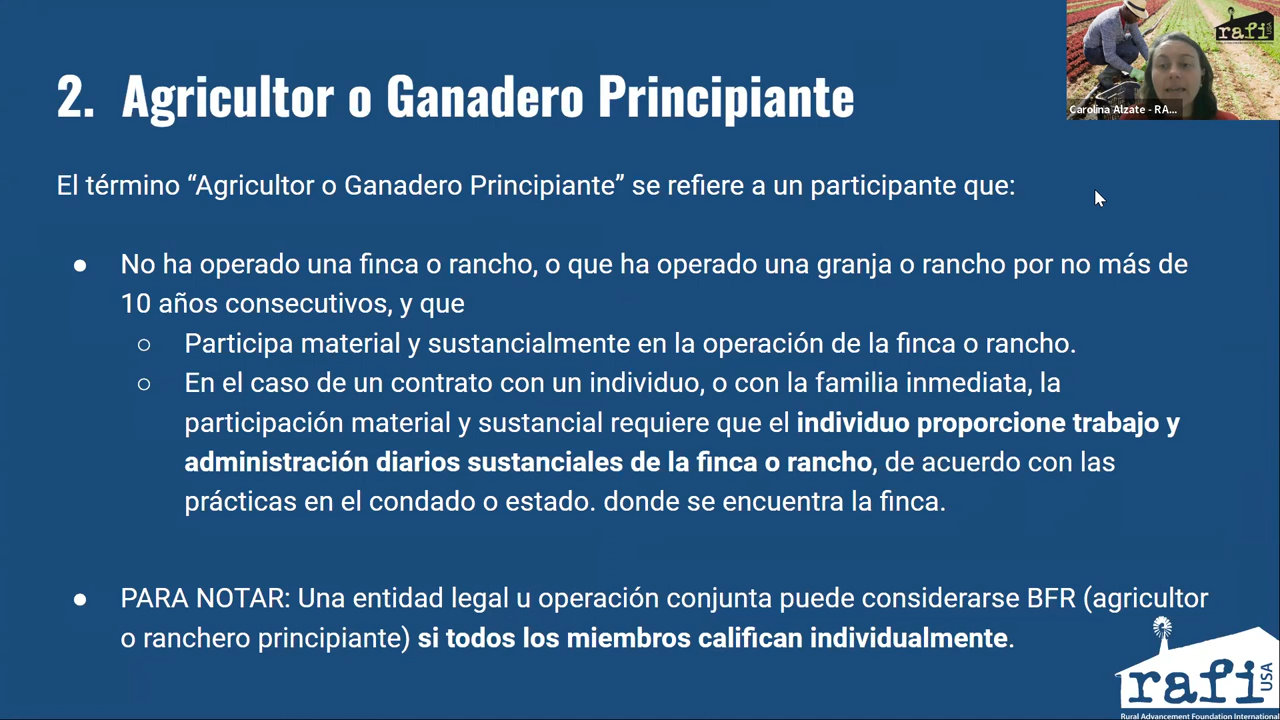 2. Agricultor o Ganadero Principiante
rafi
USA
Carolina Alzate - RA...
El término “Agricultor o Ganadero Principiante” se refiere a un participante que:
● No ha operado una finca o rancho, o que ha operado una granja o rancho por no más de
10 años consecutivos, y que
○ Participa material y sustancialmente en la operación de la finca o rancho.
○ En el caso de un contrato con un individuo, o con la familia inmediata, la
participación material y sustancial requiere que el individuo proporcione trabajo y
administración diarios sustanciales de la finca o rancho, de acuerdo con las
prácticas en el condado o estado. donde se encuentra la finca.
● PARA NOTAR: Una entidad legal u operación conjunta puede considerarse BFR (agricultor
o ranchero principiante) si todos los miembros califican individualmente.
rafi
USA
Rural Advancement Foundation International